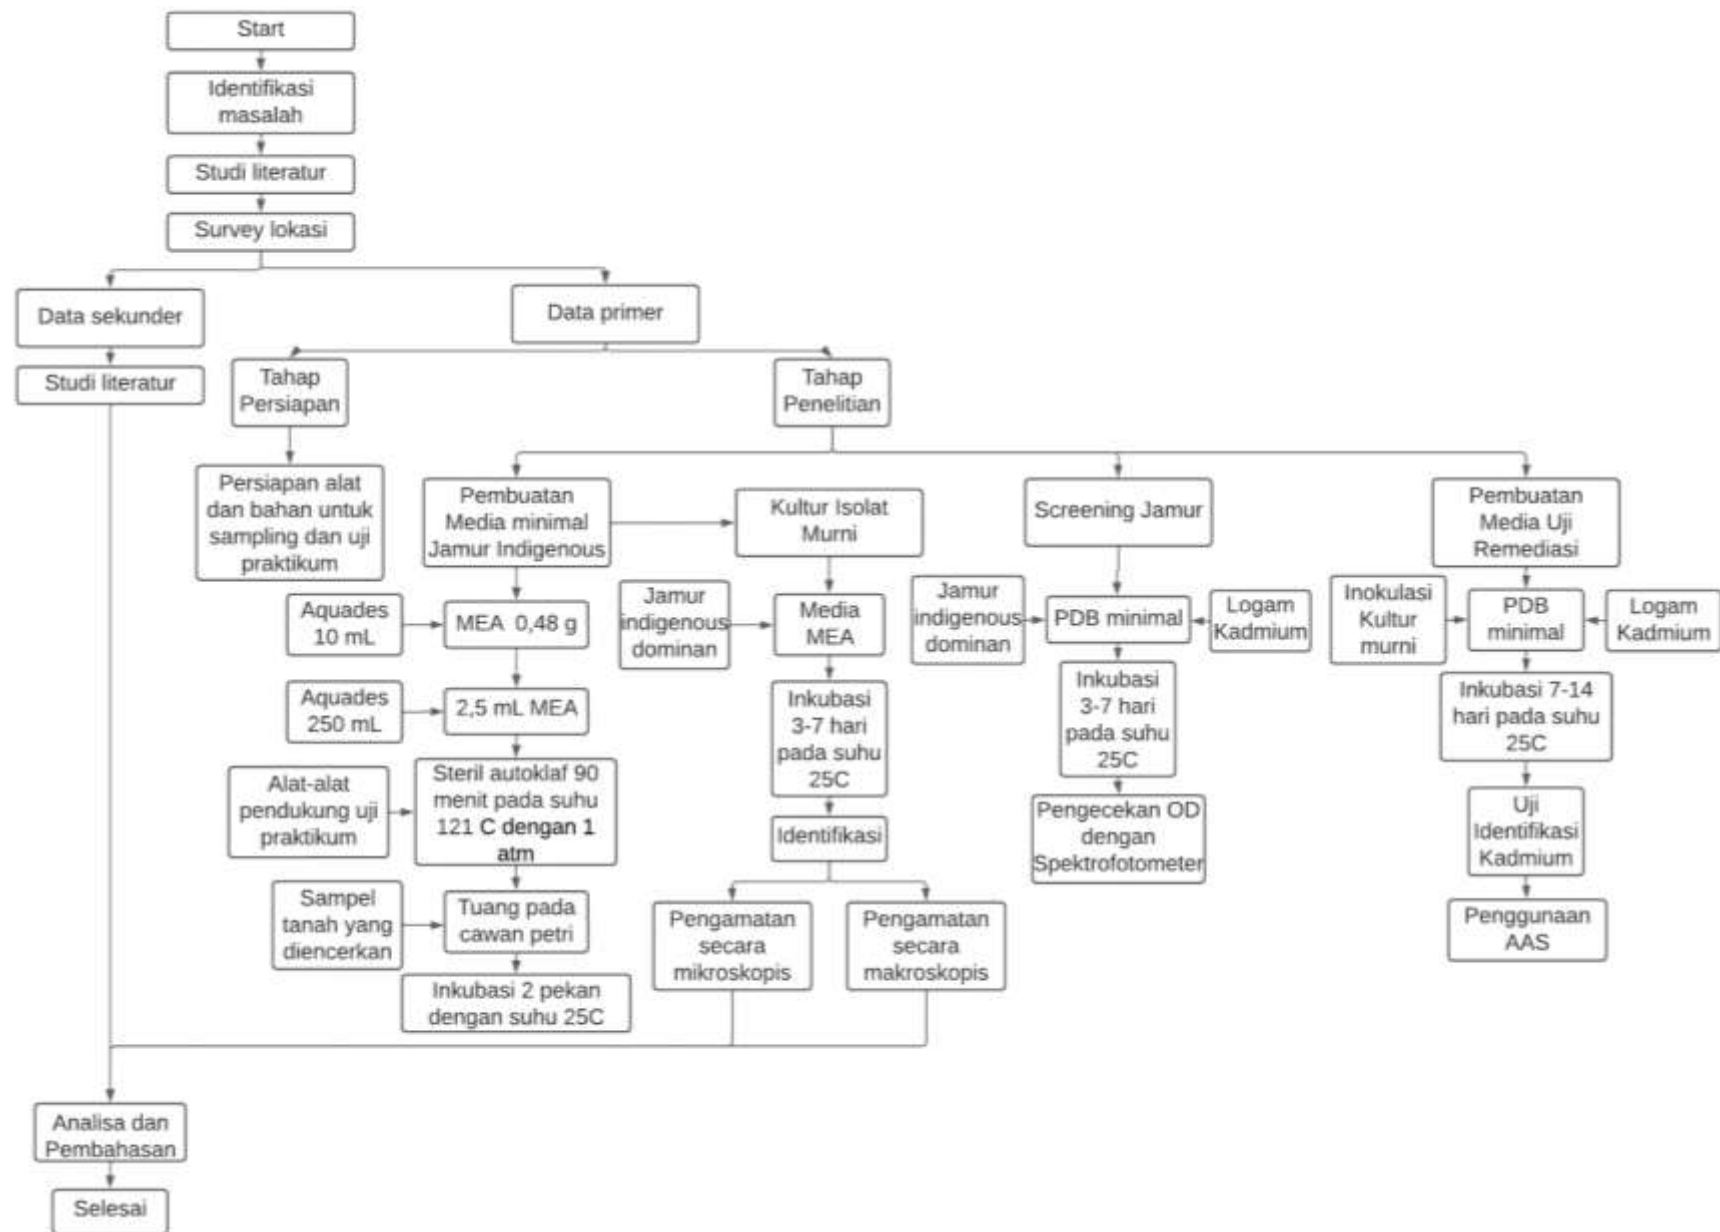 Start
Identifikasi
masalah
Studi literatur
Survey lokasi
Data sekunder
Data primer
Studi literatur
Tahap
Persiapan
Tahap
Penelitian
Persiapan alat
dan bahan untuk
sampling dan uji
praktikum
Pembuatan
Media minimal
Jamur Indigenous
Kultur Isolat
Murni
Screening Jamur
Pembuatan
Media Uji
Remediasi
Aquades
10 mL
MEA 0,48 g
Jamur
indigenous
dominan
Media
MEA
Jamur
indigenous
dominan
PDB minimal
Logam
Kadmium
Inokulasi
Kultur
murni
PDB
minimal
Logam
Kadmium
Aquades
250 mL
2,5 mL MEA
Inkubasi
3-7 hari
pada suhu
25C
Inkubasi
3-7 hari
pada suhu
25C
Inkubasi 7-14
hari pada suhu
25C
Alat-alat
pendukung uji
praktikum
Steril autoklaf 90
menit pada suhu
121 C dengan 1
atm
Identifikasi
Pengecekan OD
dengan
Spektrofotometer
Uji
Identifikasi
Kadmium
Sampel
tanah yang
diencerkan
Tuang pada
cawan petri
Pengamatan
secara
mikroskopis
Pengamatan
secara
makroskopis
Penggunaan
AAS
Inkubasi 2 pekan
dengan suhu 25C
Analisa dan
Pembahasan
Selesai